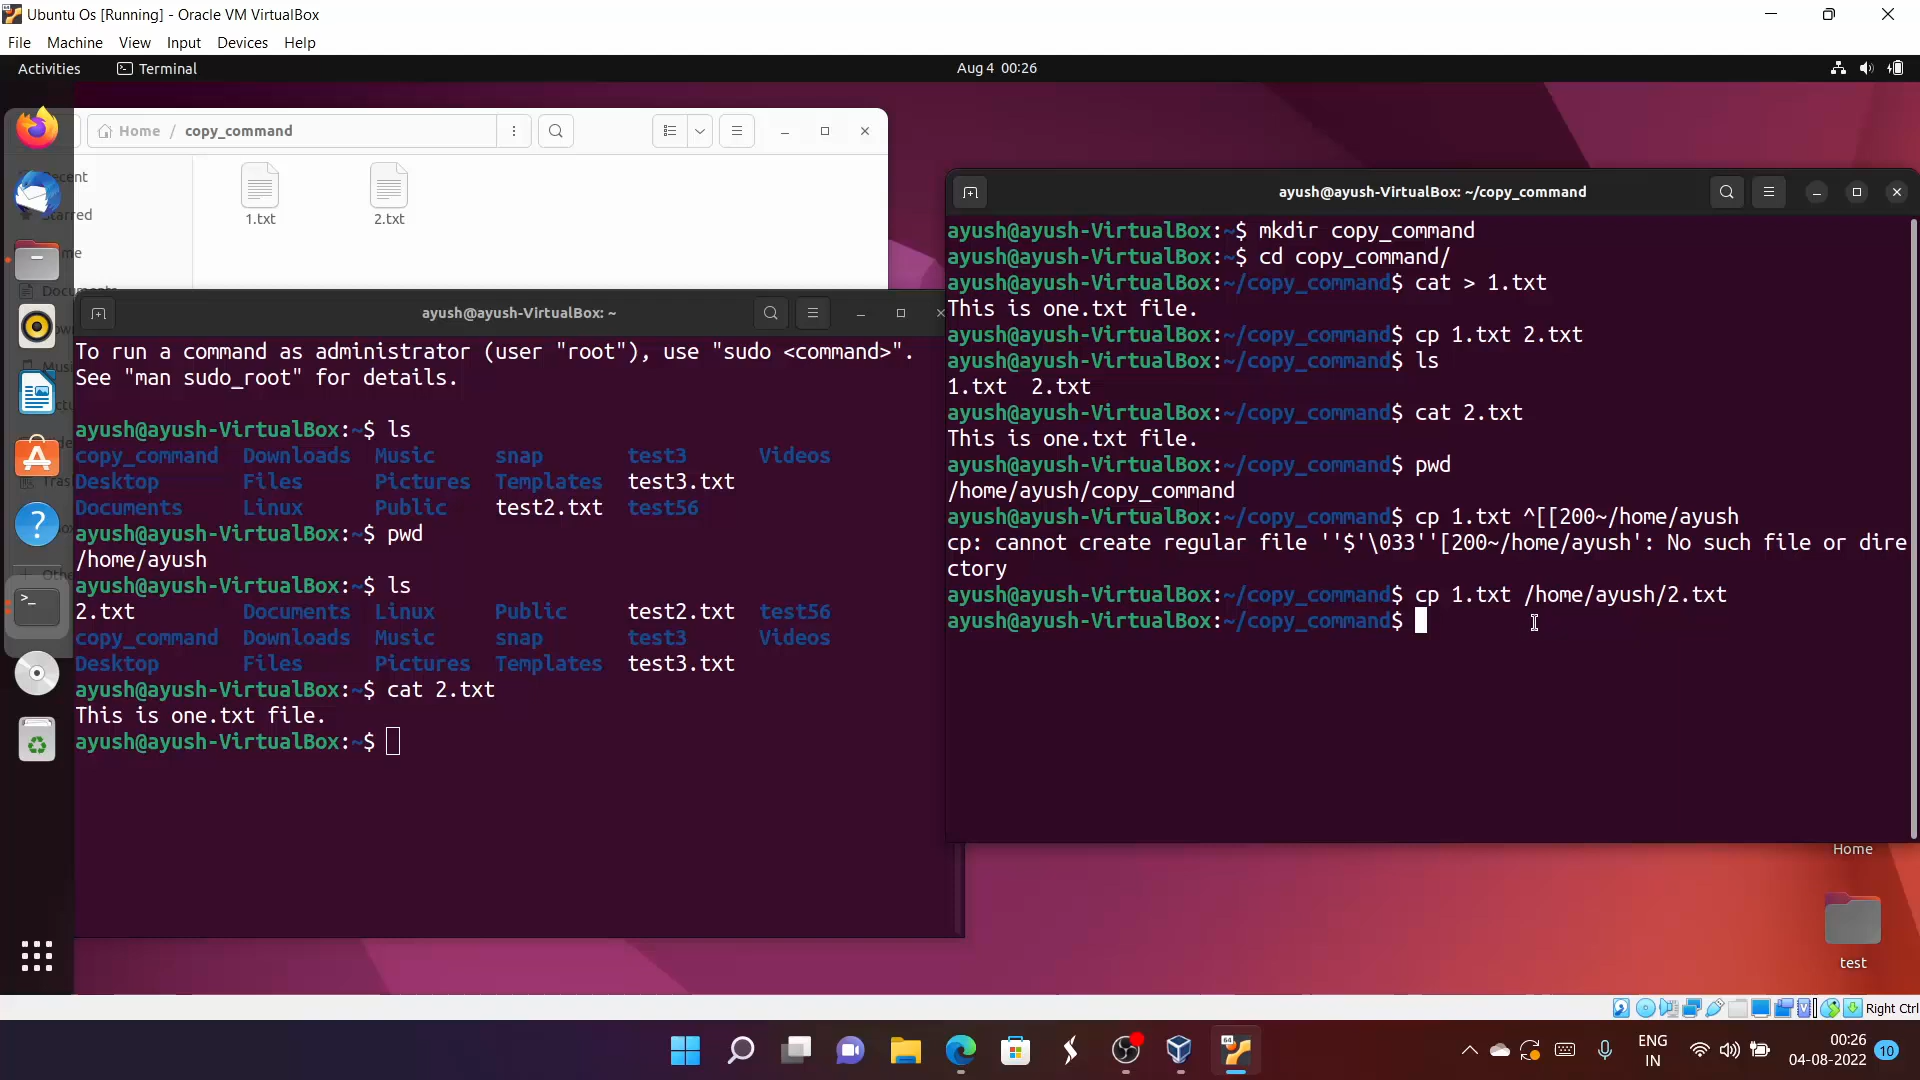 Ubuntu Os [Running] - Oracle VM VirtualBox
File Machine View Input Devices Help
Activities Terminal Aug 4 00:26
Home / copy_command
1.txt 2.txt
ayush@ayush-VirtualBox: ~
To run a command as administrator (user "root"), use "sudo <command>".
See "man sudo_root" for details.
ayush@ayush-VirtualBox:~$ ls
copy_command Downloads Music snap test3 Videos
Desktop Files Pictures Templates test3.txt
Documents Linux Public test2.txt test56
ayush@ayush-VirtualBox:~$ pwd
/home/ayush
ayush@ayush-VirtualBox:~$ ls
2.txt Documents Linux Public test2.txt test56
copy_command Downloads Music snap test3 Videos
Desktop Files Pictures Templates test3.txt
ayush@ayush-VirtualBox:~$ cat 2.txt
This is one.txt file.
ayush@ayush-VirtualBox:~$
ayush@ayush-VirtualBox: ~/copy_command
ayush@ayush-VirtualBox:~$ mkdir copy_command
ayush@ayush-VirtualBox:~$ cd copy_command/
ayush@ayush-VirtualBox:~/copy_command$ cat > 1.txt
This is one.txt file.
ayush@ayush-VirtualBox:~/copy_command$ cp 1.txt 2.txt
ayush@ayush-VirtualBox:~/copy_command$ ls
1.txt 2.txt
ayush@ayush-VirtualBox:~/copy_command$ cat 2.txt
This is one.txt file.
ayush@ayush-VirtualBox:~/copy_command$ pwd
/home/ayush/copy_command
ayush@ayush-VirtualBox:~/copy_command$ cp 1.txt ^[[200~/home/ayush
cp: cannot create regular file ''$'\033''[200~/home/ayush': No such file or dire
ctory
ayush@ayush-VirtualBox:~/copy_command$ cp 1.txt /home/ayush/2.txt
ayush@ayush-VirtualBox:~/copy_command$
Home
test
Right Ctrl
ENG
IN
00:26
04-08-2022
10